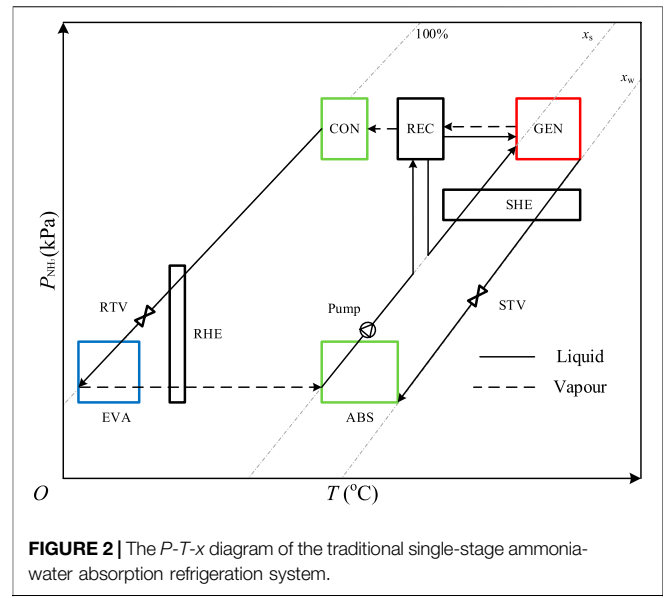 100%
xs
xw
CON
REC
GEN
SHE
PNH3(kPa)
Pump
RTV
STV
RHE
Liquid
Vapour
EVA
ABS
O
T (°C)
FIGURE 2 | The P-T-x diagram of the traditional single-stage ammonia-
water absorption refrigeration system.